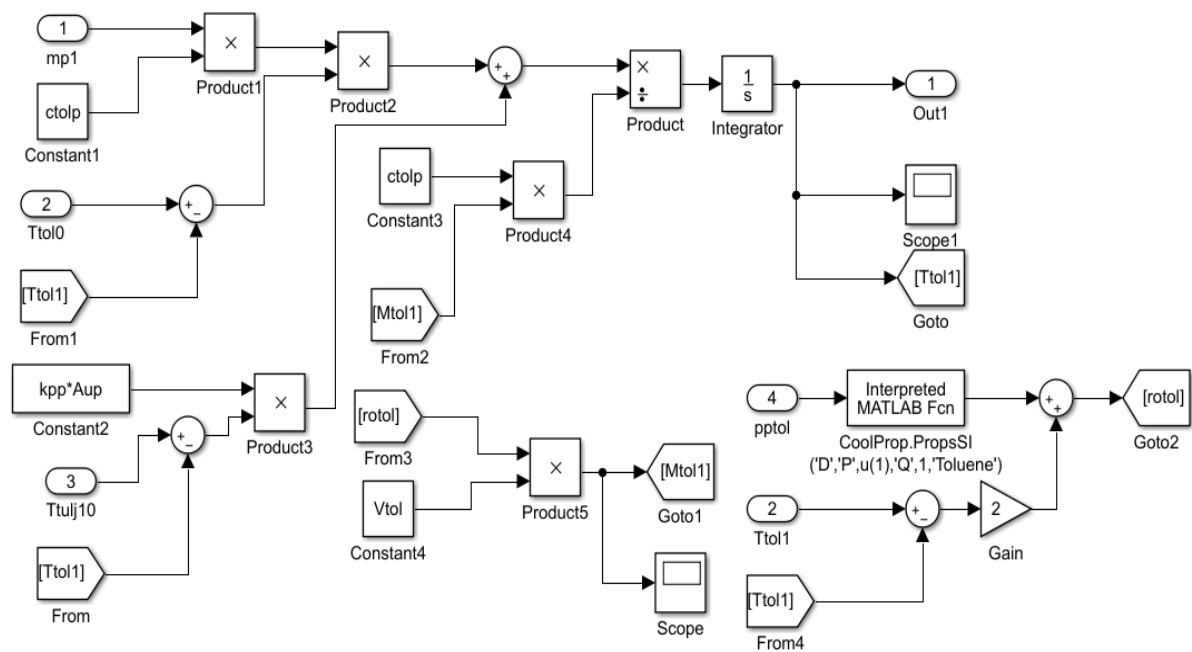 1
mp1
×
Product1
ctolp
Constant1
×
Product2
2
Ttol0
+
−
[Ttol1]
From1
+
+
×
÷
Product
1
s
Integrator
1
Out1
Scope1
[Ttol1]
Goto
ctolp
Constant3
×
Product4
[Mtol1]
From2
kpp*Aup
Constant2
×
Product3
3
Ttulj10
+
−
[Ttol1]
From
[rotol]
From3
Vtol
Constant4
×
Product5
[Mtol1]
Goto1
Scope
4
pptol
Interpreted
MATLAB Fcn
CoolProp.PropsSI
('D','P',u(1),'Q',1,'Toluene')
+
+
[rotol]
Goto2
2
Ttol1
+
−
2
Gain
[Ttol1]
From4